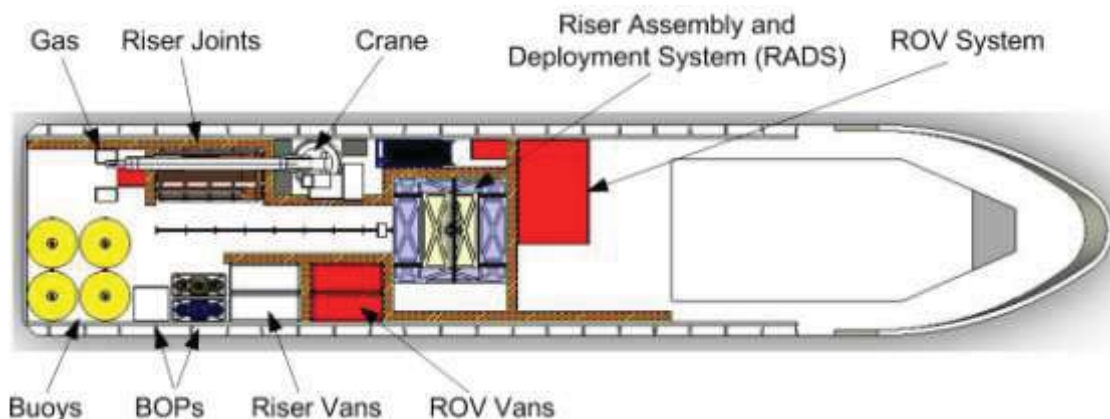 Gas
Riser Joints
Crane
Riser Assembly and
Deployment System (RADS)
ROV System
Buoys
BOPs
Riser Vans
ROV Vans